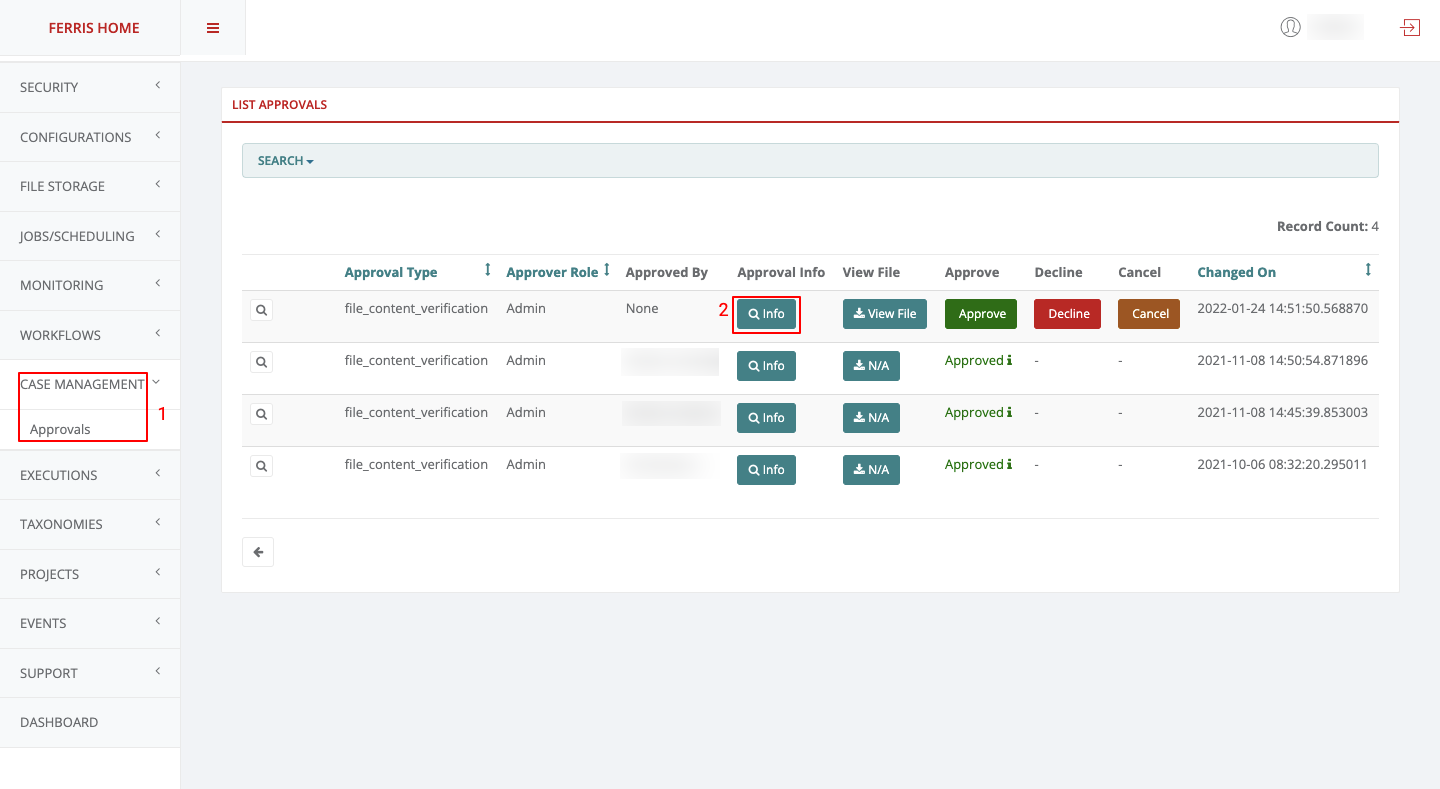 FERRIS HOME
SECURITY
CONFIGURATIONS
FILE STORAGE
JOBS/SCHEDULING
MONITORING
WORKFLOWS
CASE MANAGEMENT
1
Approvals
EXECUTIONS
TAXONOMIES
PROJECTS
EVENTS
SUPPORT
DASHBOARD
LIST APPROVALS
SEARCH
Record Count: 4
Approval Type Approver Role Approved By Approval Info View File Approve Decline Cancel Changed On
file_content_verification Admin None 2 Info View File Approve Decline Cancel 2022-01-24 14:51:50.568870
file_content_verification Admin Info N/A Approved - - 2021-11-08 14:50:54.871896
file_content_verification Admin Info N/A Approved - - 2021-11-08 14:45:39.853003
file_content_verification Admin Info N/A Approved - - 2021-10-06 08:32:20.295011